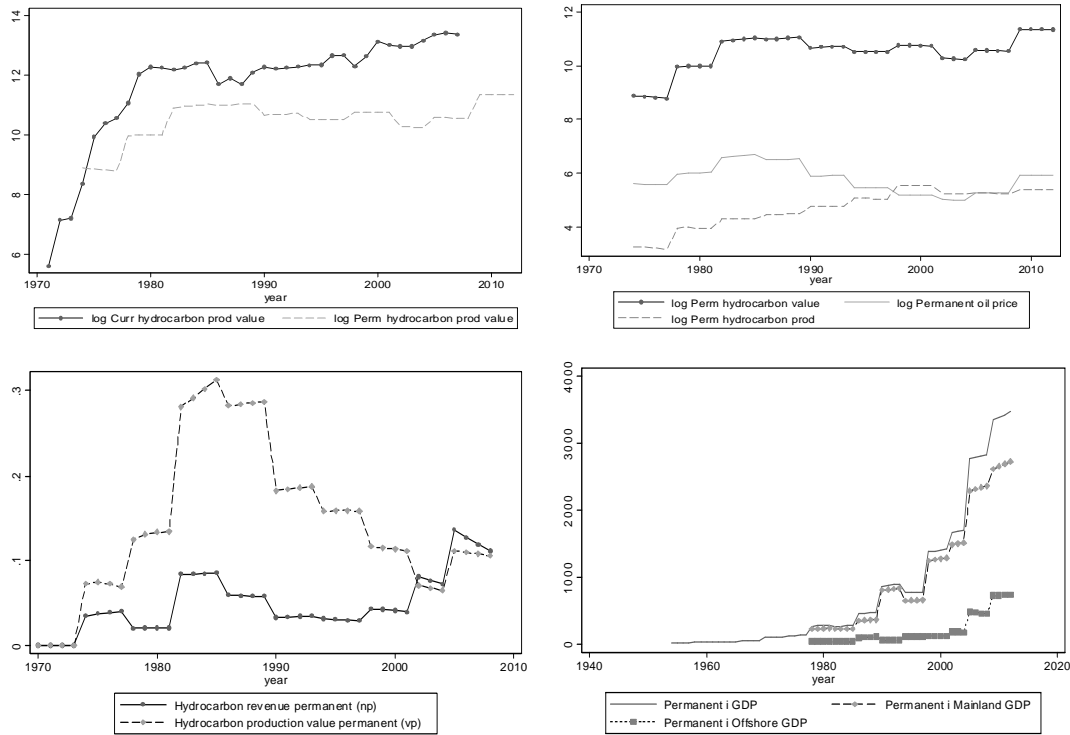 14
12
10
8
6
1970
1980
1990
2000
2010
year
log Curr hydrocarbon prod value
log Perm hydrocarbon prod value
12
10
8
6
4
1970
1980
1990
2000
2010
year
log Perm hydrocarbon value
log Permanent oil price
log Perm hydrocarbon prod
.3
.2
.1
0
1970
1980
1990
2000
2010
year
Hydrocarbon revenue permanent (np)
Hydrocarbon production value permanent (vp)
4000
3000
2000
1000
0
1940
1960
1980
2000
2020
year
Permanent i GDP
Permanent i Mainland GDP
Permanent i Offshore GDP